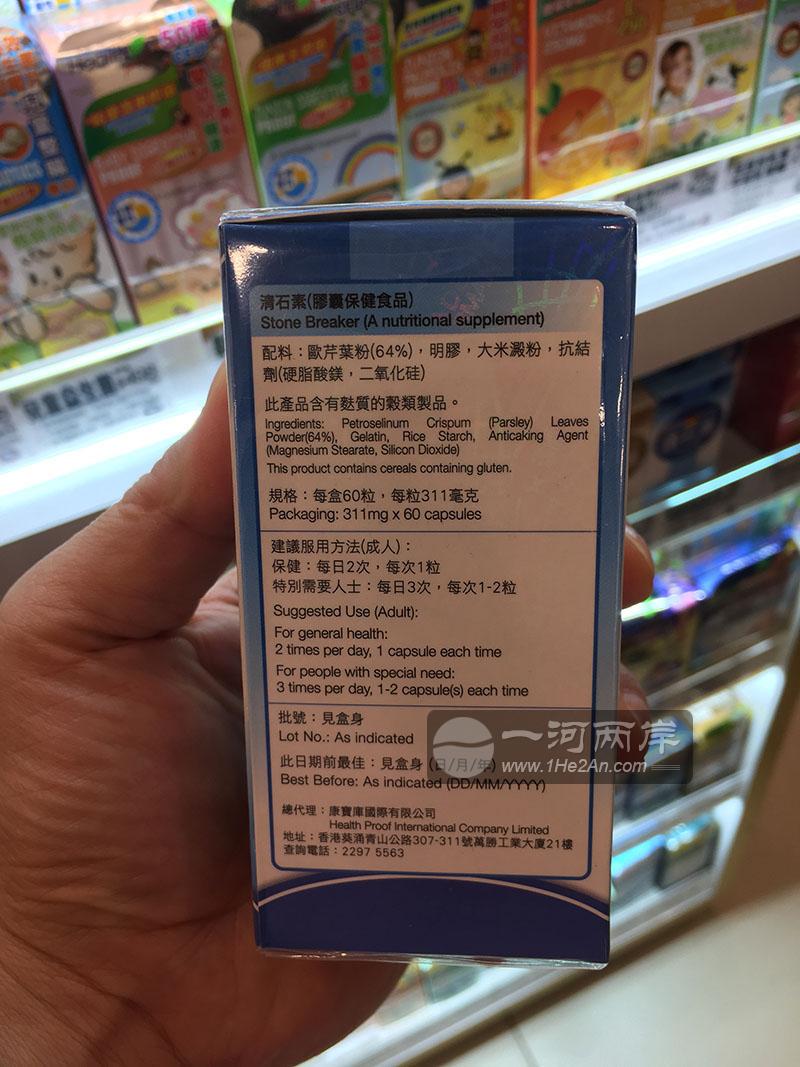 清石素(膠囊保健食品)
Stone Breaker (A nutritional supplement)
配料：歐芹葉粉(64%)，明膠，大米澱粉，抗結
劑(硬脂酸鎂，二氧化硅)
此產品含有麩質的穀類製品。
Ingredients: Petroselinum Crispum (Parsley) Leaves
Powder(64%), Gelatin, Rice Starch, Anticaking Agent
(Magnesium Stearate, Silicon Dioxide)
This product contains cereals containing gluten.
規格：每盒60粒，每粒311毫克
Packaging: 311mg x 60 capsules
建議服用方法(成人)：
保健：每日2次，每次1粒
特別需要人士：每日3次，每次1-2粒
Suggested Use (Adult):
For general health:
2 times per day, 1 capsule each time
For people with special need:
3 times per day, 1-2 capsule(s) each time
批號：見盒身
Lot No.: As indicated
此日期前最佳：見盒身 (日/月/年)
Best Before: As indicated (DD/MM/YYYY)
總代理：康寶庫國際有限公司
Health Proof International Company Limited
地址：香港葵涌青山公路307-311號萬勝工業大廈21樓
查詢電話：2297 5563
一河两岸
www.1He2An.com